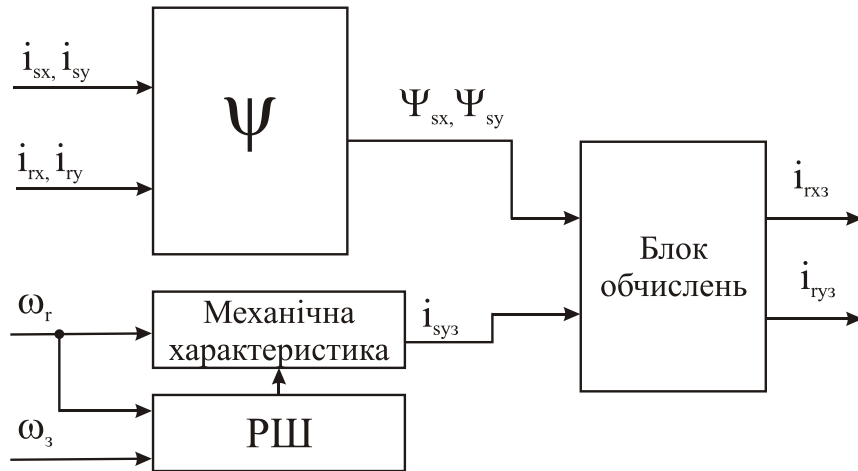 i_sx, i_sy
i_rx, i_ry
Ψ
Ψ_sx, Ψ_sy
Блок
обчислень
i_rxз
i_ryз
ω_r
Механічна
характеристика
i_syз
ω_з
РШ